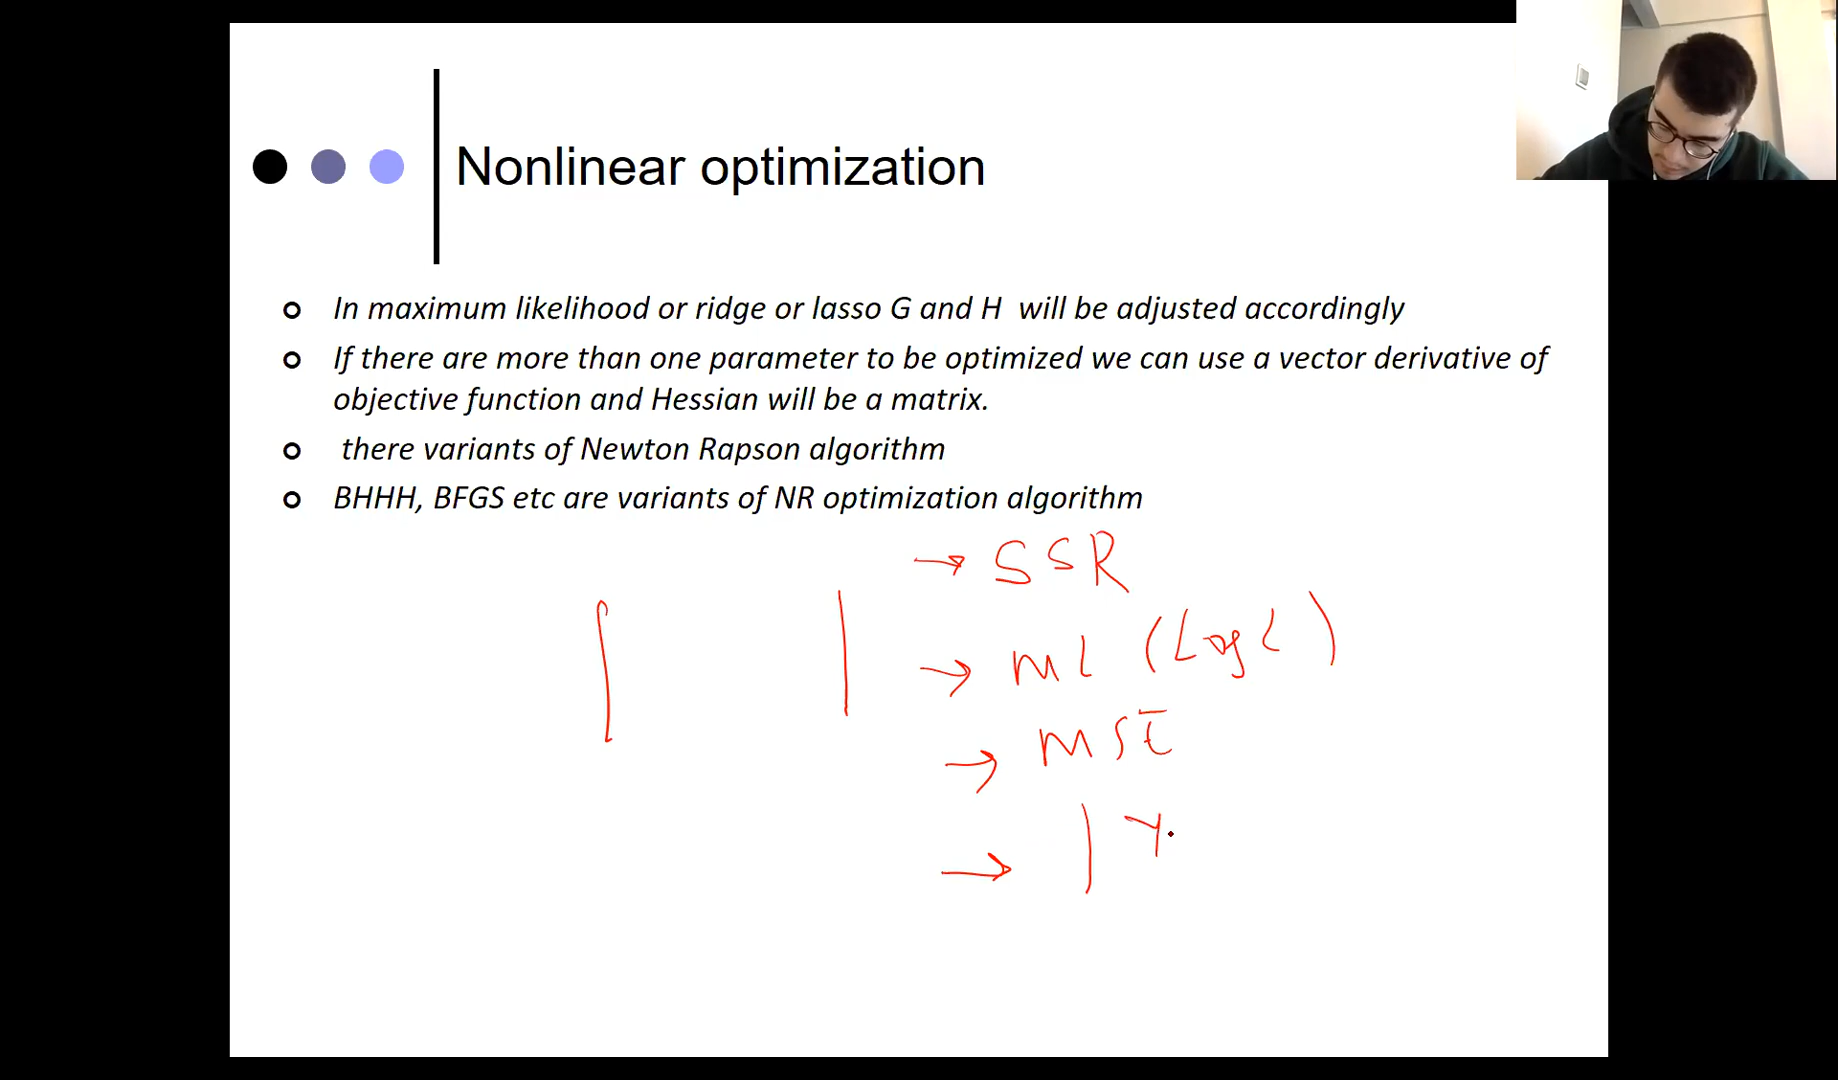 Nonlinear optimization
In maximum likelihood or ridge or lasso G and H will be adjusted accordingly
If there are more than one parameter to be optimized we can use a vector derivative of
objective function and Hessian will be a matrix.
there variants of Newton Rapson algorithm
BHHH, BFGS etc are variants of NR optimization algorithm
→ SSR
→ ML (Log L)
→ MSE
→ | Y